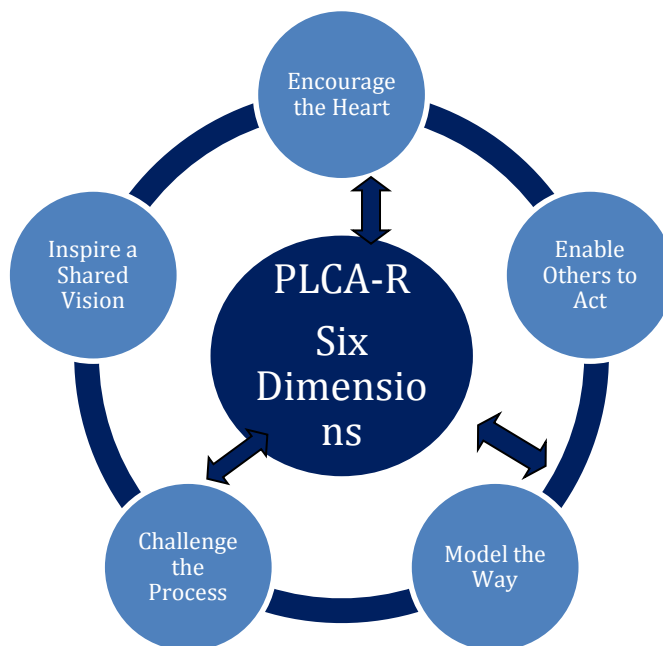 Encourage
the Heart
Inspire a
Shared
Vision
PLCA-R
Six
Dimensio
ns
Enable
Others to
Act
Challenge
the
Process
Model the
Way